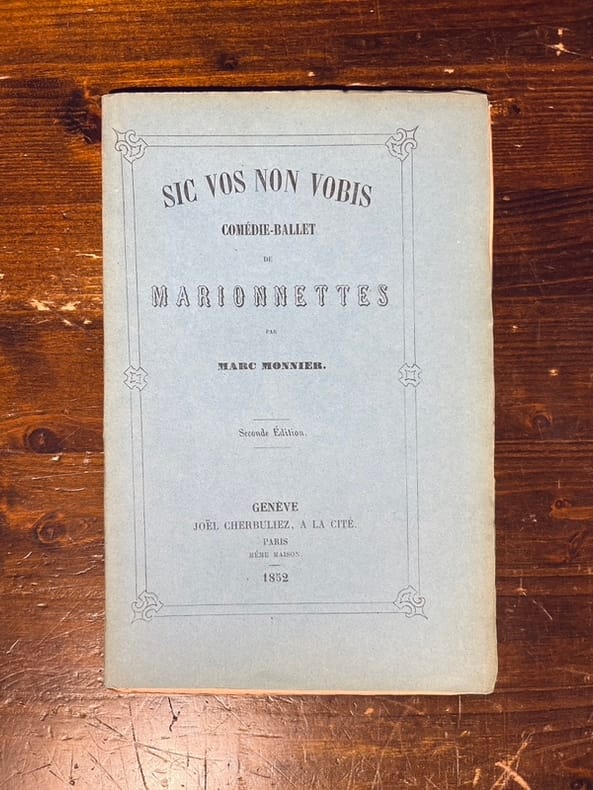 SIC VOS NON VOBIS
COMÉDIE-BALLET
DE
MARIONNETTES
PAR
MARC MONNIER.
Seconde Édition.
GENÈVE
JOËL CHERBULIEZ, A LA CITÉ.
PARIS
MÊME MAISON.
1852